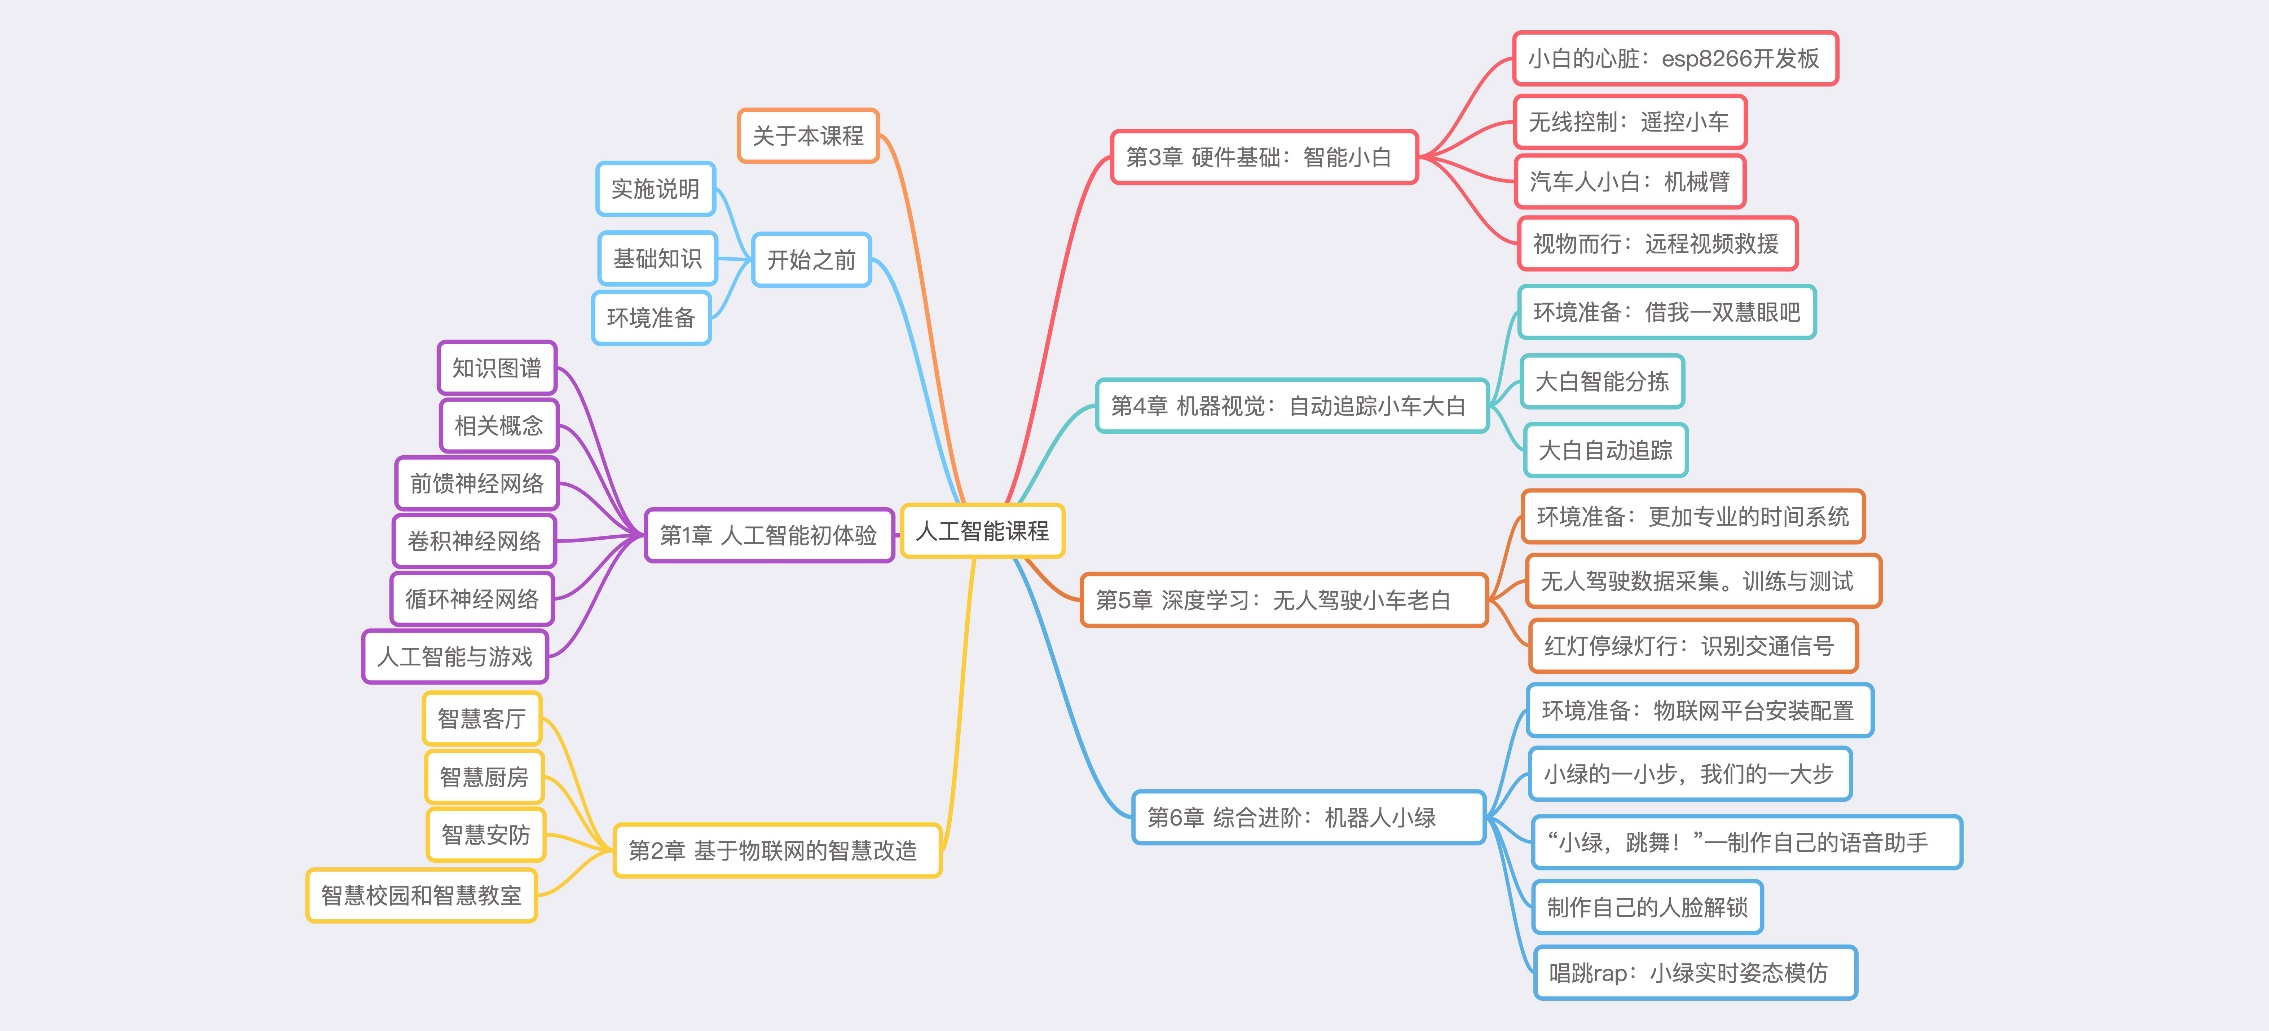 人工智能课程
关于本课程
开始之前
实施说明
基础知识
环境准备
第1章 人工智能初体验
知识图谱
相关概念
前馈神经网络
卷积神经网络
循环神经网络
人工智能与游戏
第2章 基于物联网的智慧改造
智慧客厅
智慧厨房
智慧安防
智慧校园和智慧教室
第3章 硬件基础：智能小白
小白的心脏：esp8266开发板
无线控制：遥控小车
汽车人小白：机械臂
视物而行：远程视频救援
第4章 机器视觉：自动追踪小车大白
环境准备：借我一双慧眼吧
大白智能分拣
大白自动追踪
第5章 深度学习：无人驾驶小车老白
环境准备：更加专业的时间系统
无人驾驶数据采集。训练与测试
红灯停绿灯行：识别交通信号
第6章 综合进阶：机器人小绿
环境准备：物联网平台安装配置
小绿的一小步，我们的一大步
“小绿，跳舞！”—制作自己的语音助手
制作自己的人脸解锁
唱跳rap：小绿实时姿态模仿